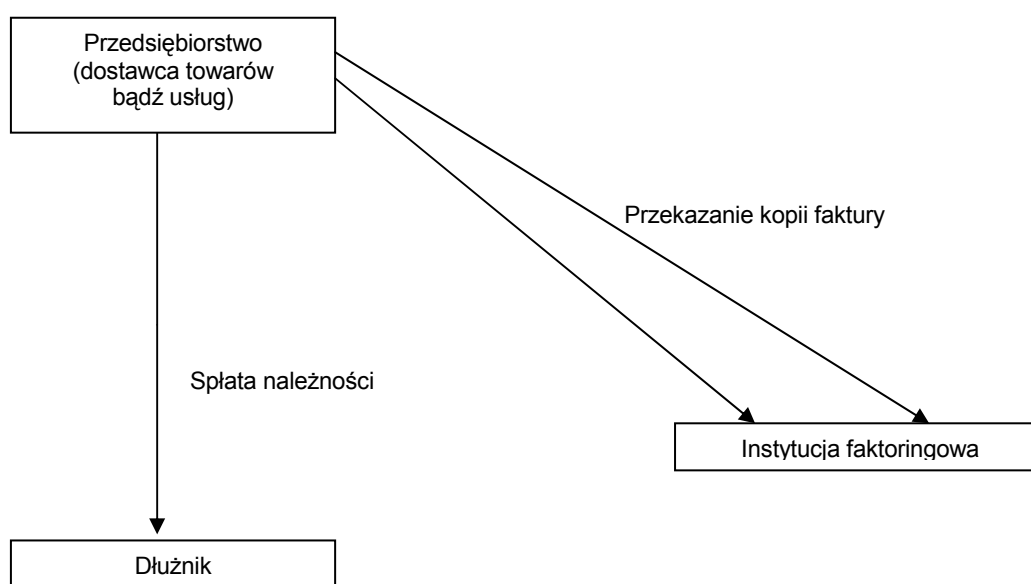 Przedsiębiorstwo
(dostawca towarów
bądź usług)
Przekazanie kopii faktury
Spłata należności
Instytucja faktoringowa
Dłużnik